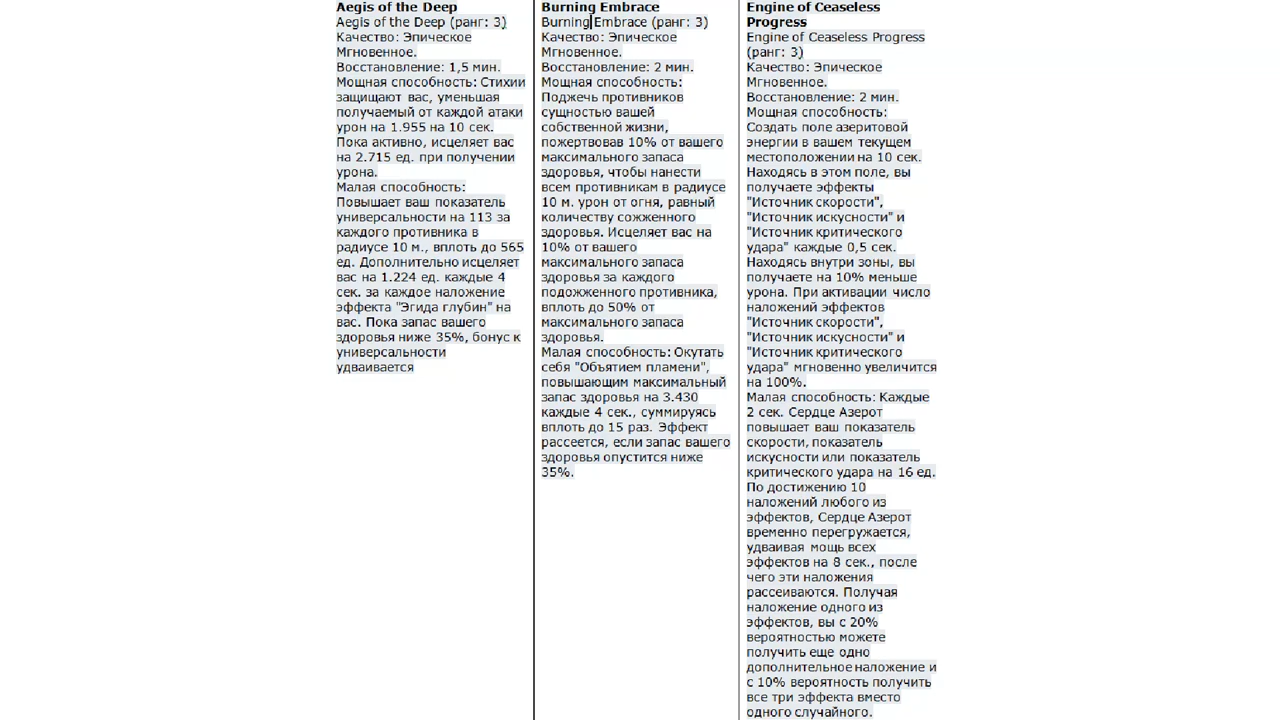 Aegis of the Deep
Aegis of the Deep (ранг: 3)
Качество: Эпическое
Мгновенное.
Восстановление: 1,5 мин.
Мощная способность: Стихии
защищают вас, уменьшая
получаемый от каждой атаки
урон на 1.955 на 10 сек.
Пока активно, исцеляет вас
на 2.715 ед. при получении
урона.
Малая способность:
Повышает ваш показатель
универсальности на 113 за
каждого противника в
радиусе 10 м., вплоть до 565
ед. Дополнительно исцеляет
вас на 1.224 ед. каждые 4
сек. за каждое наложение
эффекта "Эгида глубин" на
вас. Пока запас вашего
здоровья ниже 35%, бонус к
универсальности
удваивается
Burning Embrace
Burning Embrace (ранг: 3)
Качество: Эпическое
Мгновенное.
Восстановление: 2 мин.
Мощная способность:
Поджечь противников
сущностью вашей
собственной жизни,
пожертвовав 10% от вашего
максимального запаса
здоровья, чтобы нанести
всем противникам в радиусе
10 м. урон от огня, равный
количеству сожженного
здоровья. Исцеляет вас на
10% от вашего
максимального запаса
здоровья за каждого
подожженного противника,
вплоть до 50% от
максимального запаса
здоровья.
Малая способность: Окутать
себя "Объятием пламени",
повышающим максимальный
запас здоровья на 3.430
каждые 4 сек., суммируясь
вплоть до 15 раз. Эффект
рассеется, если запас вашего
здоровья опустится ниже
35%.
Engine of Ceaseless
Progress
Engine of Ceaseless Progress
(ранг: 3)
Качество: Эпическое
Мгновенное.
Восстановление: 2 мин.
Мощная способность:
Создать поле азеритовой
энергии в вашем текущем
местоположении на 10 сек.
Находясь в этом поле, вы
получаете эффекты
"Источник скорости",
"Источник искусности" и
"Источник критического
удара" каждые 0,5 сек.
Находясь внутри зоны, вы
получаете на 10% меньше
урона. При активации число
наложений эффектов
"Источник скорости",
"Источник искусности" и
"Источник критического
удара" мгновенно увеличится
на 100%.
Малая способность: Каждые
2 сек. Сердце Азерот
повышает ваш показатель
скорости, показатель
искусности или показатель
критического удара на 16 ед.
По достижению 10
наложений любого из
эффектов, Сердце Азерот
временно перегружается,
удваивая мощь всех
эффектов на 8 сек., после
чего эти наложения
рассеиваются. Получая
наложение одного из
эффектов, вы с 20%
вероятностью можете
получить еще одно
дополнительное наложение и
с 10% вероятность получить
все три эффекта вместо
одного случайного.